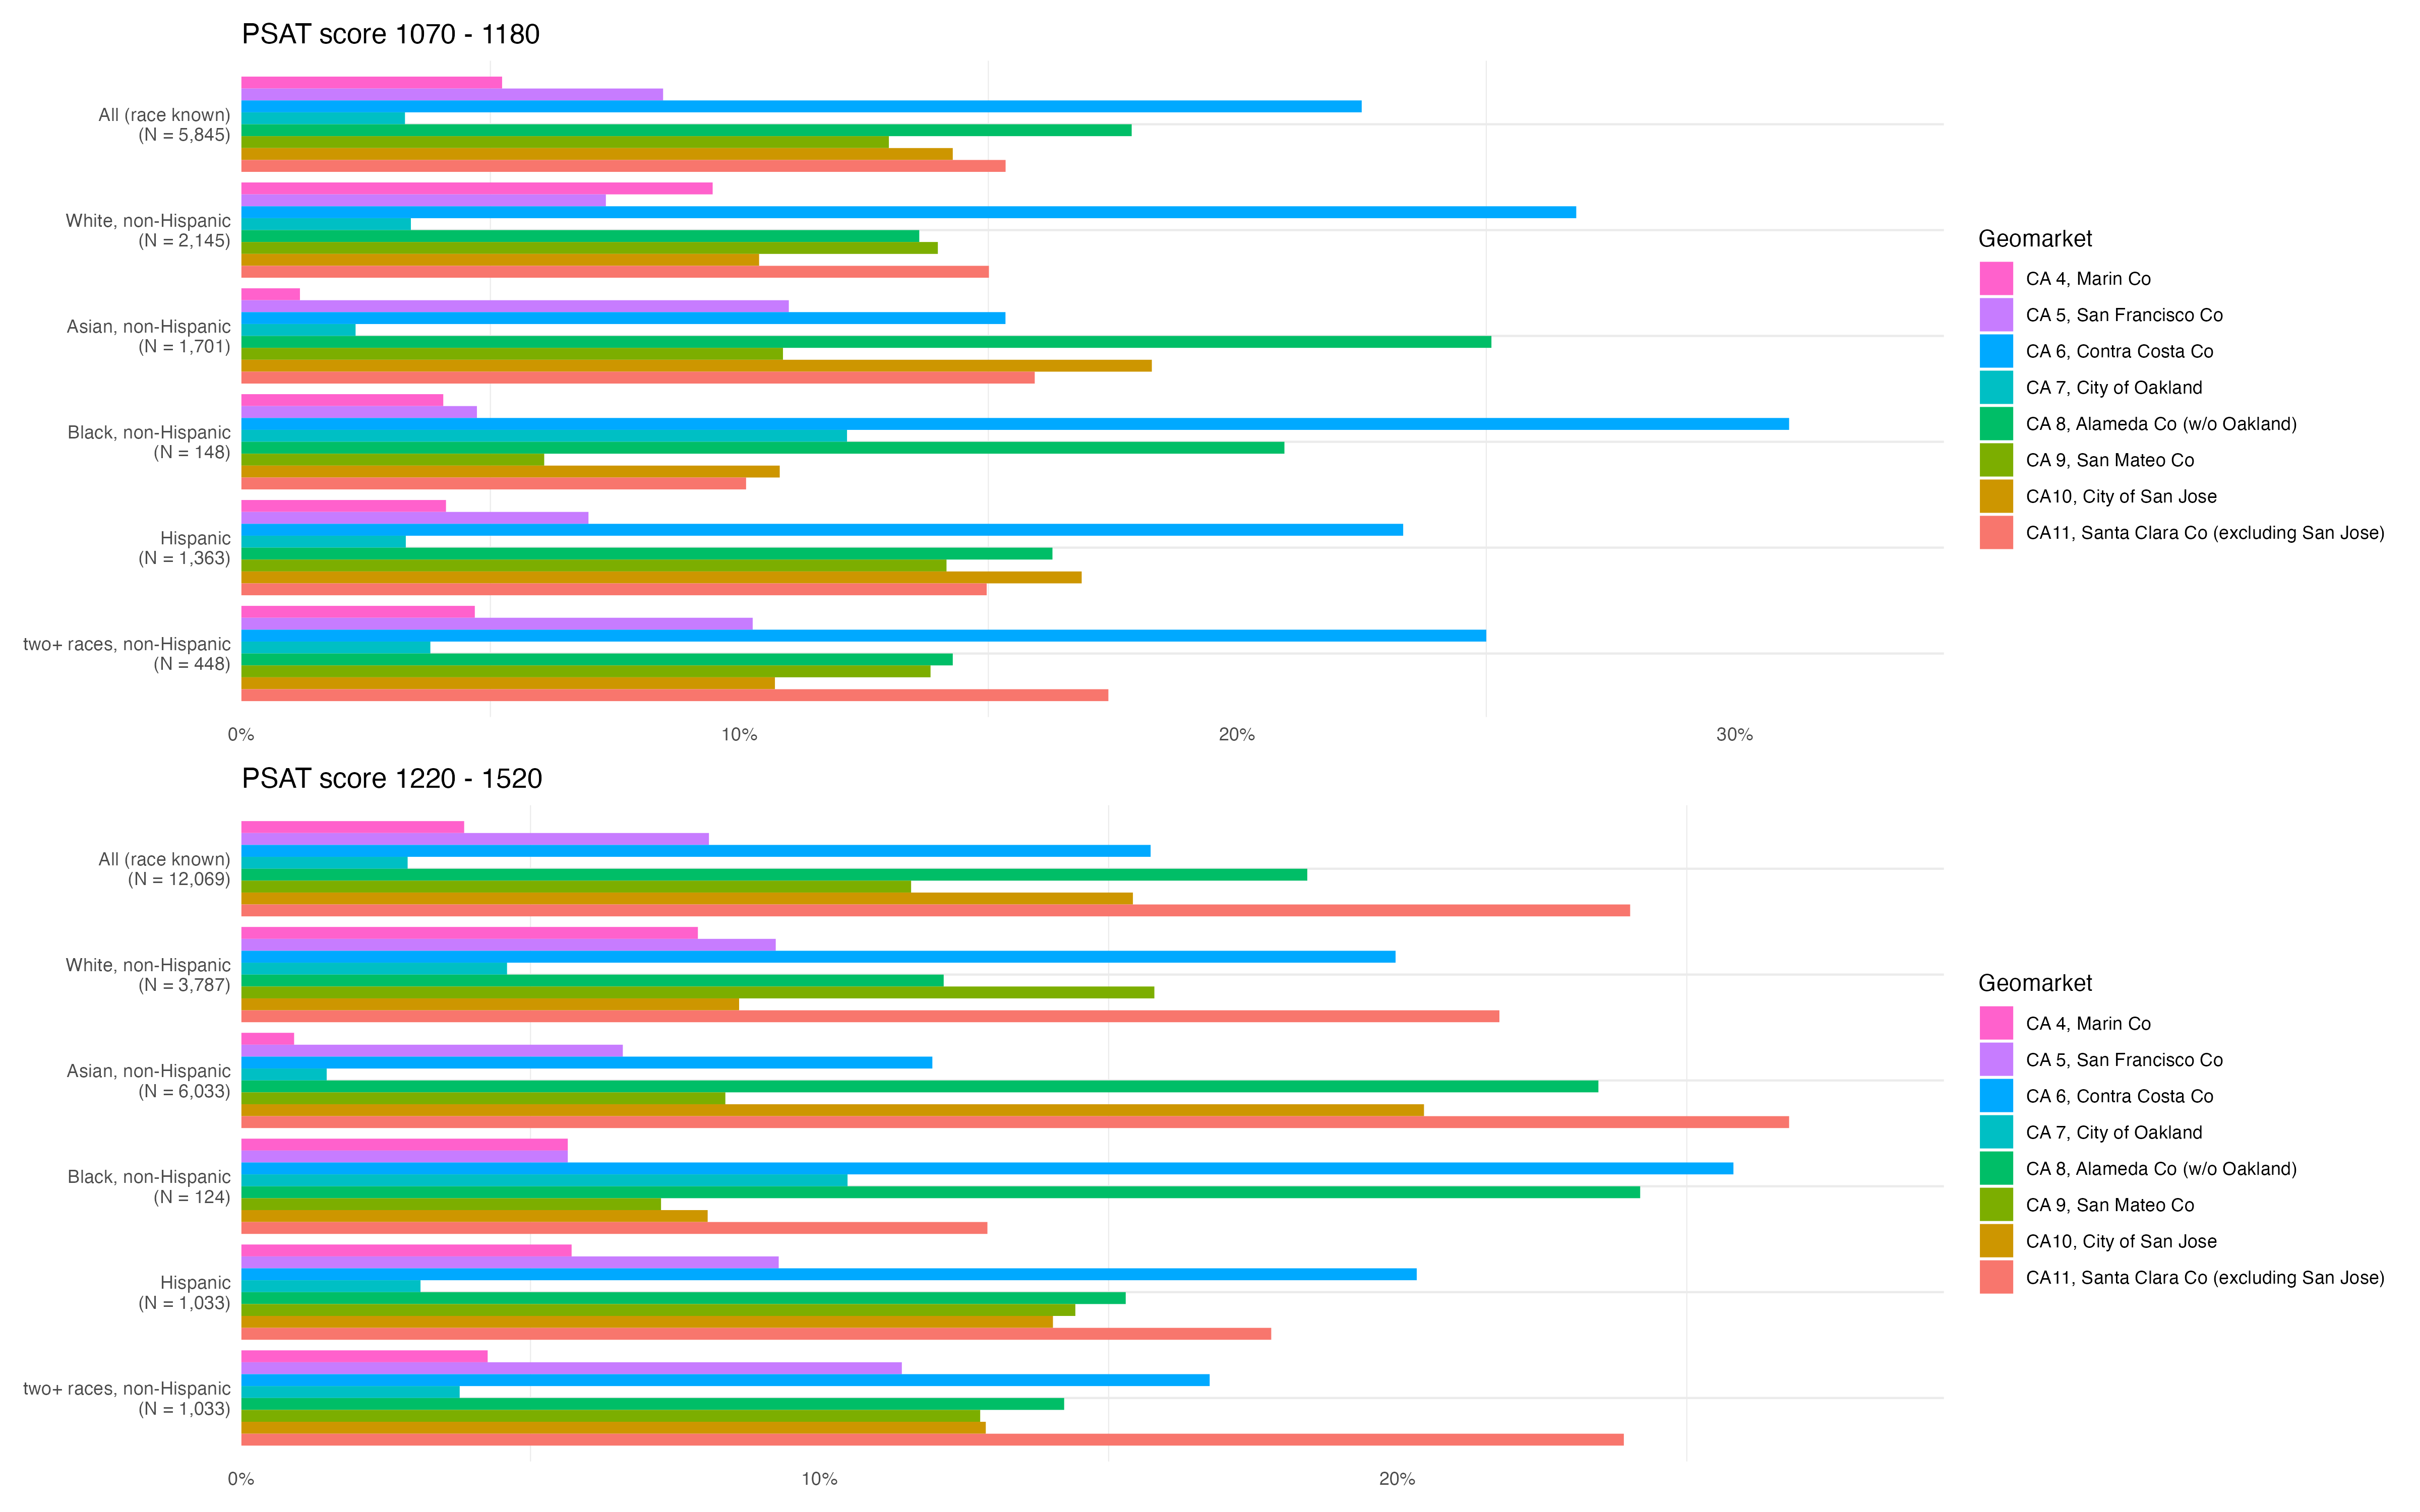 PSAT score 1070 - 1180
All (race known)
(N = 5,845)
White, non-Hispanic
(N = 2,145)
Asian, non-Hispanic
(N = 1,701)
Black, non-Hispanic
(N = 148)
Hispanic
(N = 1,363)
two+ races, non-Hispanic
(N = 448)
0% 10% 20% 30%
Geomarket
CA 4, Marin Co
CA 5, San Francisco Co
CA 6, Contra Costa Co
CA 7, City of Oakland
CA 8, Alameda Co (w/o Oakland)
CA 9, San Mateo Co
CA10, City of San Jose
CA11, Santa Clara Co (excluding San Jose)
PSAT score 1220 - 1520
All (race known)
(N = 12,069)
White, non-Hispanic
(N = 3,787)
Asian, non-Hispanic
(N = 6,033)
Black, non-Hispanic
(N = 124)
Hispanic
(N = 1,033)
two+ races, non-Hispanic
(N = 1,033)
0% 10% 20%
Geomarket
CA 4, Marin Co
CA 5, San Francisco Co
CA 6, Contra Costa Co
CA 7, City of Oakland
CA 8, Alameda Co (w/o Oakland)
CA 9, San Mateo Co
CA10, City of San Jose
CA11, Santa Clara Co (excluding San Jose)